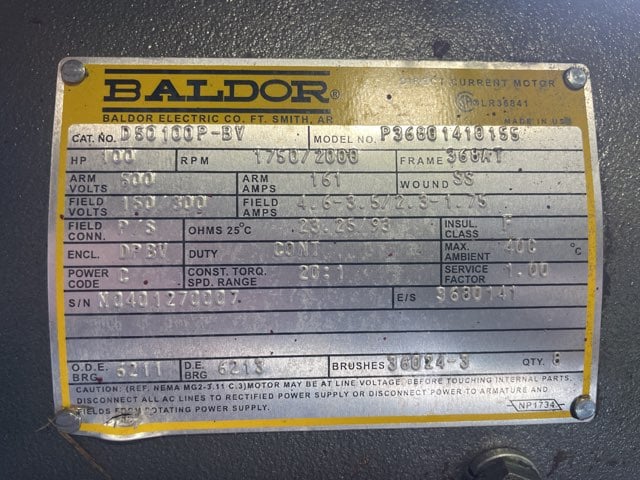 BALDOR®
DIRECT CURRENT MOTOR
LR36841
BALDOR ELECTRIC CO. FT. SMITH, AR
MADE IN USA
CAT. NO. D50100P-BV MODEL NO. P36801410155
HP 100 RPM 1750/2000 FRAME 368AT
ARM VOLTS 500 ARM AMPS 161 WOUND SS
FIELD VOLTS 150/300 FIELD AMPS 4.6-3.5/2.3-1.75
FIELD CONN. P/S OHMS 25°C 23.25/93 INSUL. CLASS F
ENCL. DPBV DUTY CONT MAX. AMBIENT 40C °C
POWER CODE C CONST. TORQ. SPD. RANGE 20:1 SERVICE FACTOR 1.00
S/N N0401270007 E/S 3680141
O.D.E. BRG. 6211 D.E. BRG. 6213 BRUSHES 36024-3 QTY. 8
CAUTION: (REF. NEMA MG2-3.11 C.3)MOTOR MAY BE AT LINE VOLTAGE. BEFORE TOUCHING INTERNAL PARTS,
DISCONNECT ALL AC LINES TO RECTIFIED POWER SUPPLY OR DISCONNECT POWER TO ARMATURE AND
FIELDS FROM ROTATING POWER SUPPLY.
NP1734